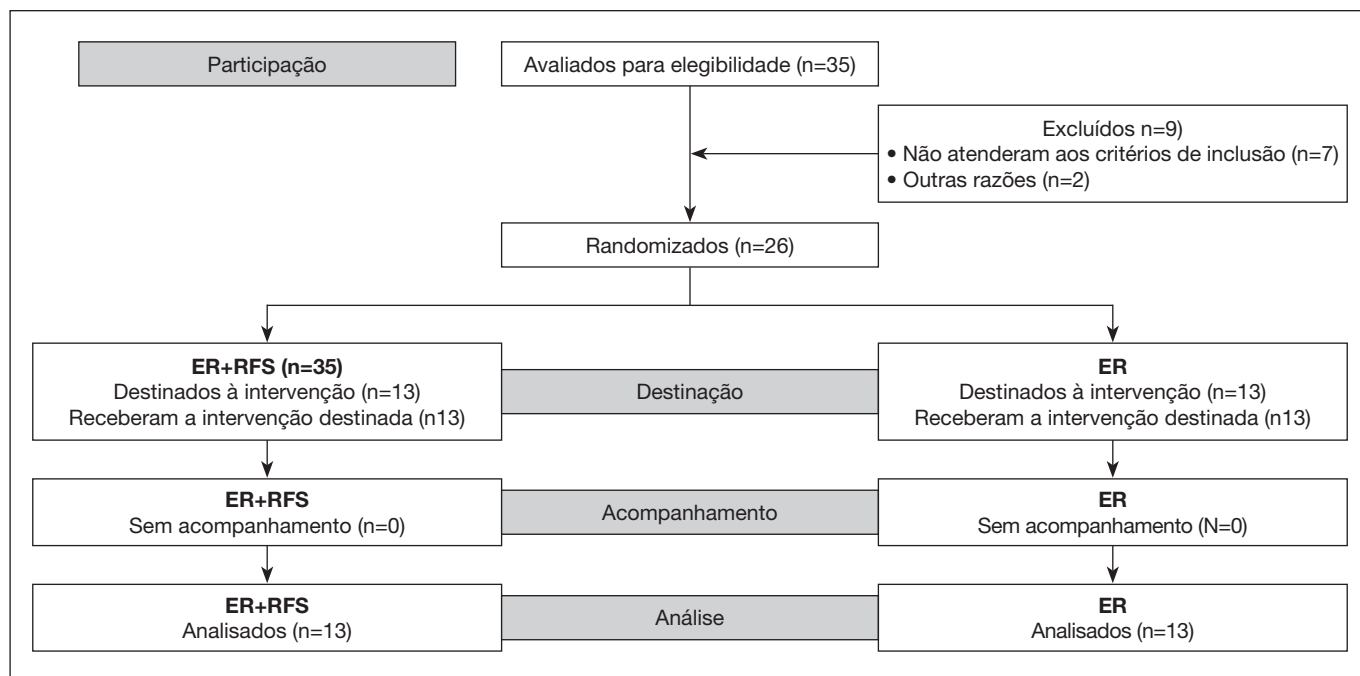 Participação
Avaliados para elegibilidade (n=35)
Excluídos n=9)
• Não atenderam aos critérios de inclusão (n=7)
• Outras razões (n=2)
Randomizados (n=26)
ER+RFS (n=35)
Destinados à intervenção (n=13)
Receberam a intervenção destinada (n13)
Destinação
ER
Destinados à intervenção (n=13)
Receberam a intervenção destinada (n13)
ER+RFS
Sem acompanhamento (n=0)
Acompanhamento
ER
Sem acompanhamento (N=0)
ER+RFS
Analisados (n=13)
Análise
ER
Analisados (n=13)